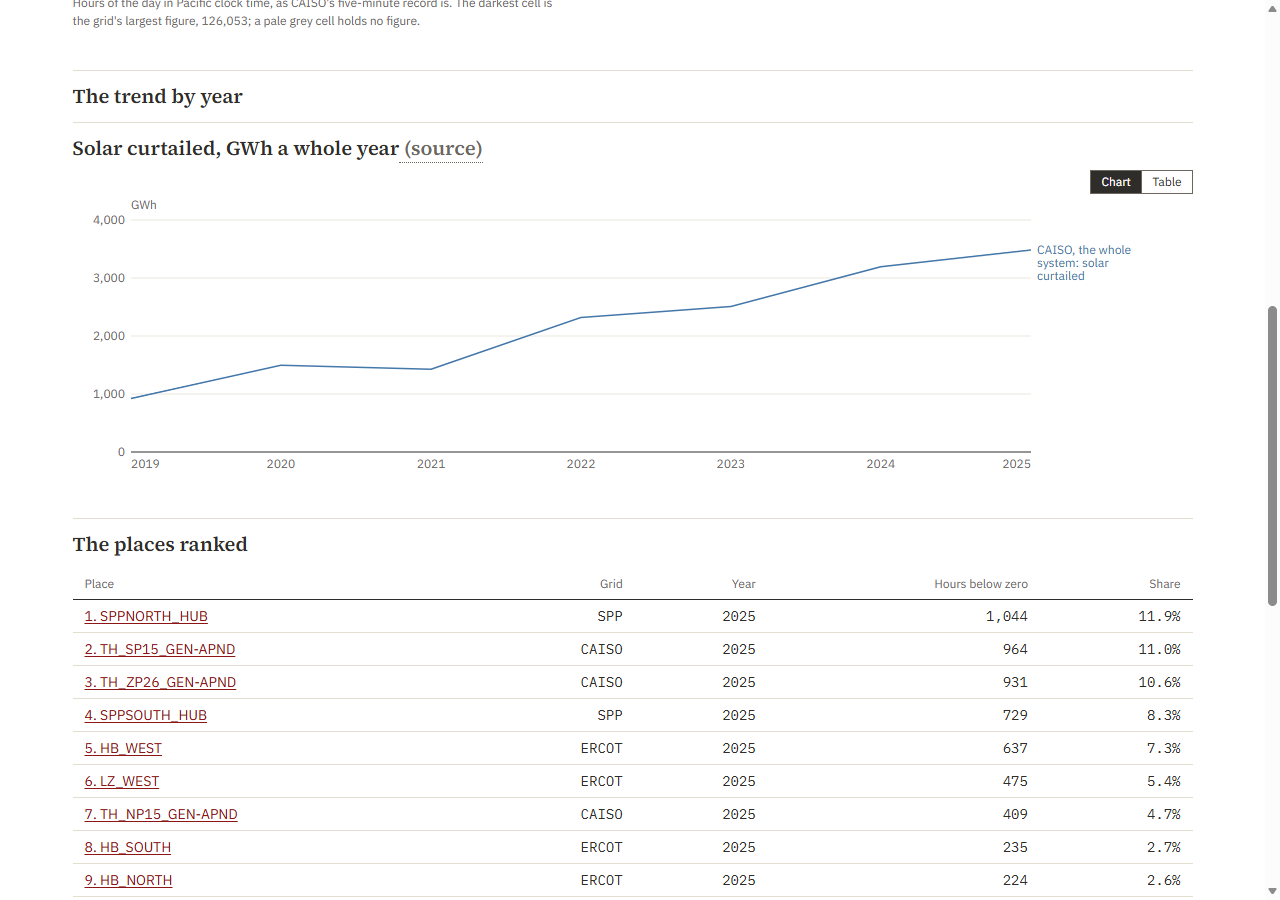 Hours of the day in Pacific clock time, as CAISO's five-minute record is. The darkest cell is
the grid's largest figure, 126,053; a pale grey cell holds no figure.
The trend by year
Solar curtailed, GWh a whole year (source)
Chart Table
GWh
4,000
3,000
2,000
1,000
0
CAISO, the whole
system: solar
curtailed
2019 2020 2021 2022 2023 2024 2025
The places ranked
Place Grid Year Hours below zero Share
1. SPPNORTH_HUB SPP 2025 1,044 11.9%
2. TH_SP15_GEN-APND CAISO 2025 964 11.0%
3. TH_ZP26_GEN-APND CAISO 2025 931 10.6%
4. SPPSOUTH_HUB SPP 2025 729 8.3%
5. HB_WEST ERCOT 2025 637 7.3%
6. LZ_WEST ERCOT 2025 475 5.4%
7. TH_NP15_GEN-APND CAISO 2025 409 4.7%
8. HB_SOUTH ERCOT 2025 235 2.7%
9. HB_NORTH ERCOT 2025 224 2.6%